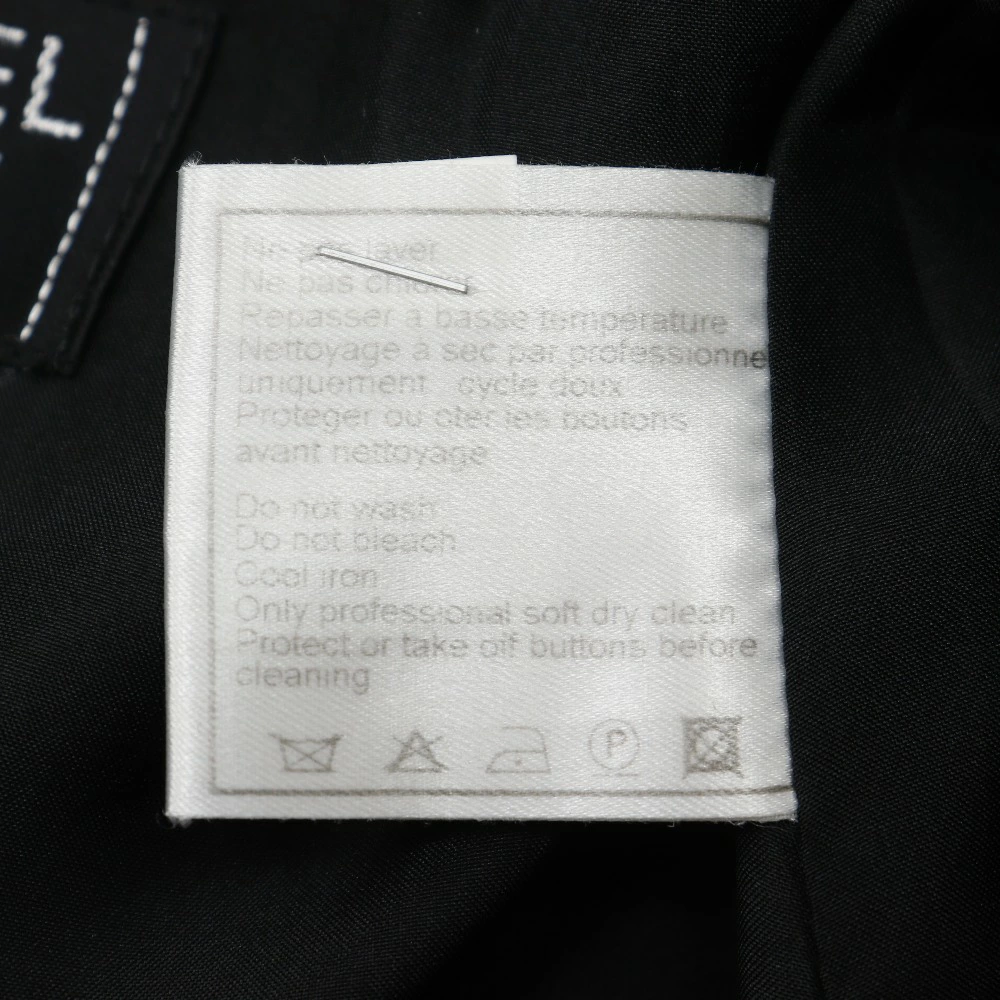 EL
Ne pas laver
Ne pas chlorer
Repasser a basse temperature
Nettoyage a sec par professionne
uniquement cycle doux
Proteger ou oter les boutons
avant nettoyage
Do not wash
Do not bleach
Cool iron
Only professional soft dry clean
Protect or take off buttons before
cleaning
P